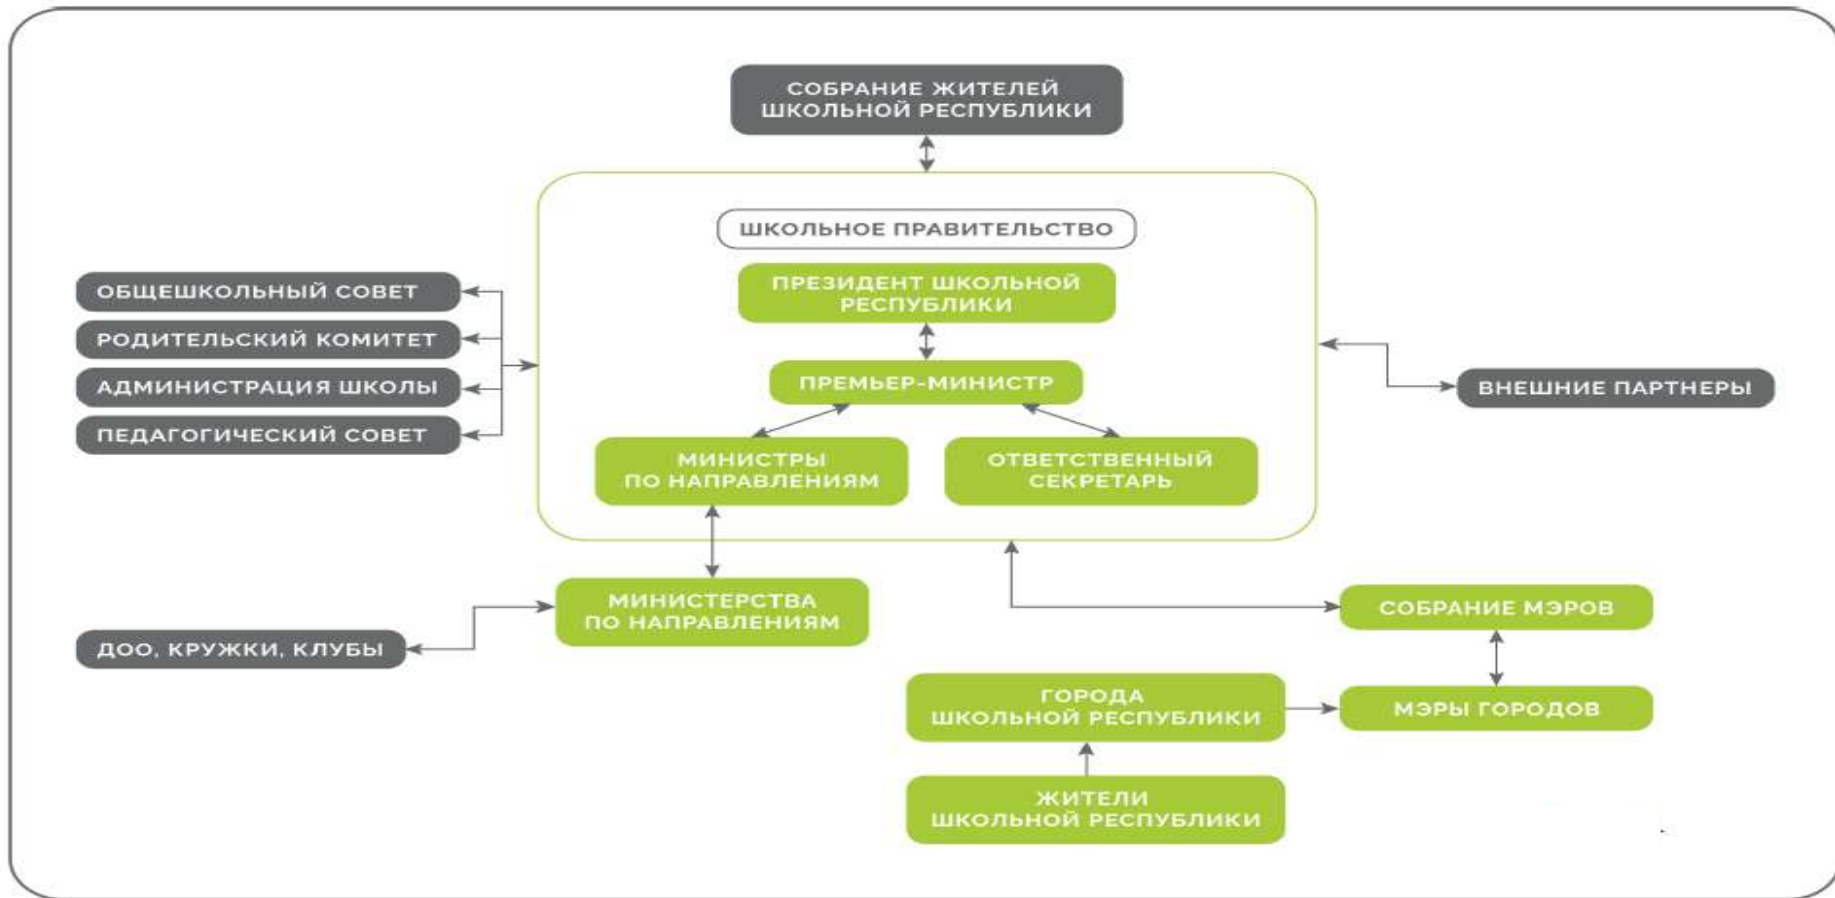 СОБРАНИЕ ЖИТЕЛЕЙ
ШКОЛЬНОЙ РЕСПУБЛИКИ
ШКОЛЬНОЕ ПРАВИТЕЛЬСТВО
ПРЕЗИДЕНТ ШКОЛЬНОЙ
РЕСПУБЛИКИ
ПРЕМЬЕР-МИНИСТР
МИНИСТРЫ
ПО НАПРАВЛЕНИЯМ
ОТВЕТСТВЕННЫЙ
СЕКРЕТАРЬ
ОБЩЕШКОЛЬНЫЙ СОВЕТ
РОДИТЕЛЬСКИЙ КОМИТЕТ
АДМИНИСТРАЦИЯ ШКОЛЫ
ПЕДАГОГИЧЕСКИЙ СОВЕТ
ВНЕШНИЕ ПАРТНЕРЫ
МИНИСТЕРСТВА
ПО НАПРАВЛЕНИЯМ
ДОО, КРУЖКИ, КЛУБЫ
СОБРАНИЕ МЭРОВ
ГОРОДА
ШКОЛЬНОЙ РЕСПУБЛИКИ
МЭРЫ ГОРОДОВ
ЖИТЕЛИ
ШКОЛЬНОЙ РЕСПУБЛИКИ